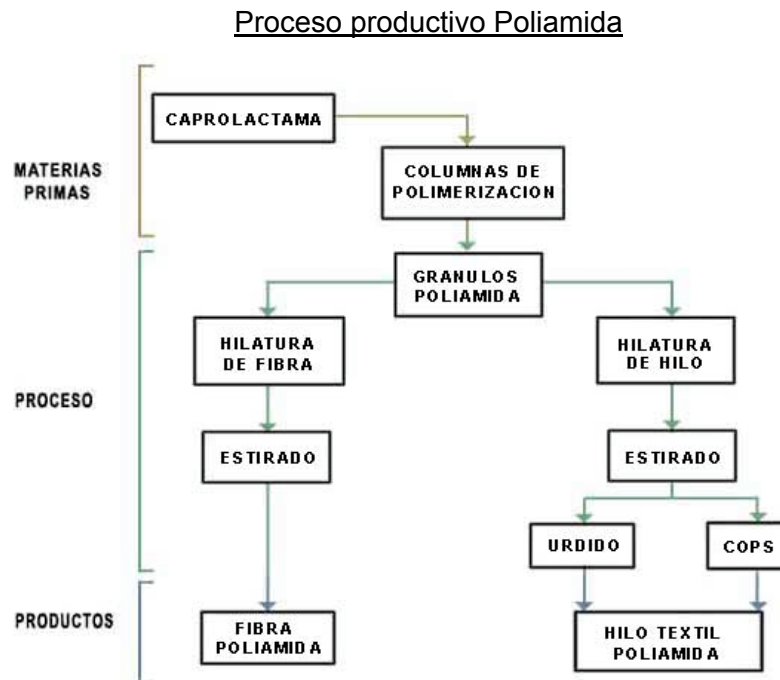 Proceso productivo Poliamida
CAPROLACTAMA
MATERIAS
PRIMAS
COLUMNAS DE
POLIMERIZACION
GRANULOS
POLIAMIDA
HILATURA
DE FIBRA
HILATURA
DE HILO
PROCESO
ESTIRADO
ESTIRADO
URDIDO
COPS
PRODUCTOS
FIBRA
POLIAMIDA
HILO TEXTIL
POLIAMIDA